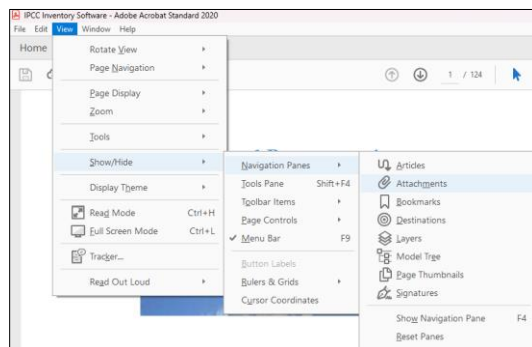 IPCC Inventory Software - Adobe Acrobat Standard 2020
File Edit View Window Help
Home
1 / 124
Rotate View
Page Navigation
Page Display
Zoom
Tools
Show/Hide
Display Theme
Read Mode Ctrl+H
Full Screen Mode Ctrl+L
Tracker...
Read Out Loud
Navigation Panes
Tools Pane Shift+F4
Toolbar Items
Page Controls
Menu Bar F9
Button Labels
Rulers & Grids
Cursor Coordinates
Articles
Attachments
Bookmarks
Destinations
Layers
Model Tree
Page Thumbnails
Signatures
Show Navigation Pane F4
Reset Panes